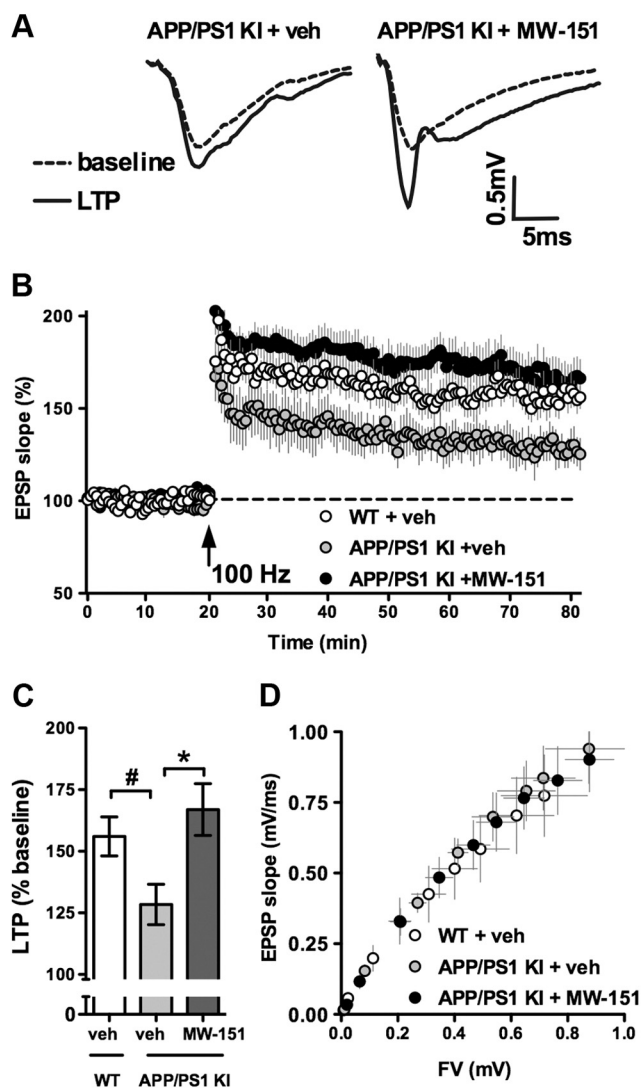 A
APP/PS1 KI + veh
APP/PS1 KI + MW-151
baseline
LTP
0.5mV
5ms
B
EPSP slope (%)
200
150
100
50
100 Hz
WT + veh
APP/PS1 KI +veh
APP/PS1 KI +MW-151
0 10 20 30 40 50 60 70 80
Time (min)
C
LTP (% baseline)
200
175
150
125
100
0
# *
veh veh MW-151
WT APP/PS1 KI
D
EPSP slope (mV/ms)
1.00
0.75
0.50
0.25
0.00
WT + veh
APP/PS1 KI + veh
APP/PS1 KI + MW-151
0.0 0.2 0.4 0.6 0.8 1.0
FV (mV)